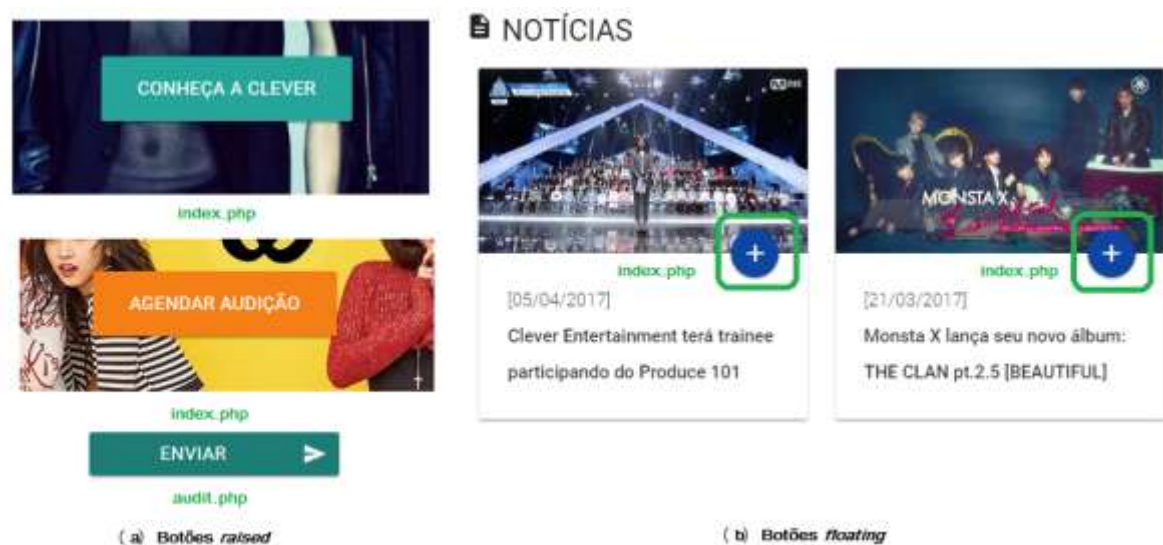 CONHEÇA A CLEVER
index.php
AGENDAR AUDIÇÃO
index.php
ENVIAR
audit.php
( a) Botões raised
NOTÍCIAS
index.php
[05/04/2017]
Clever Entertainment terá trainee
participando do Produce 101
MONSTA X
index.php
[21/03/2017]
Monsta X lança seu novo álbum:
THE CLAN pt.2.5 [BEAUTIFUL]
( b) Botões floating